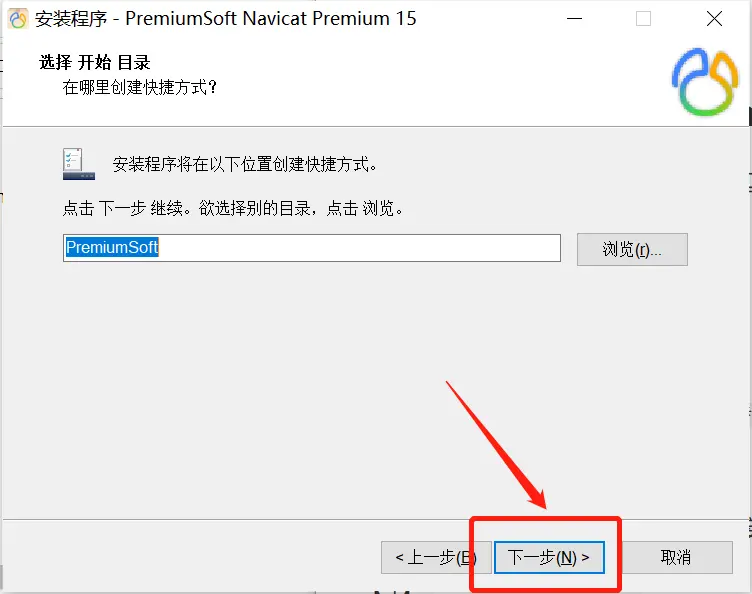 安装程序 - PremiumSoft Navicat Premium 15
选择 开始 目录
在哪里创建快捷方式?
安装程序将在以下位置创建快捷方式。
点击 下一步 继续。欲选择别的目录，点击 浏览。
PremiumSoft
浏览(r)...
< 上一步(B)
下一步(N) >
取消